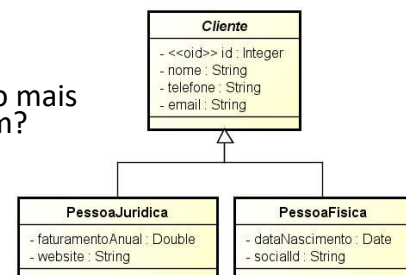 Cliente
- <<oid>> id : Integer
- nome : String
- telefone : String
- email : String
mais
PessoaJuridica
- faturamentoAnual : Double
- website : String
PessoaFisica
- dataNascimento : Date
- socialId : String